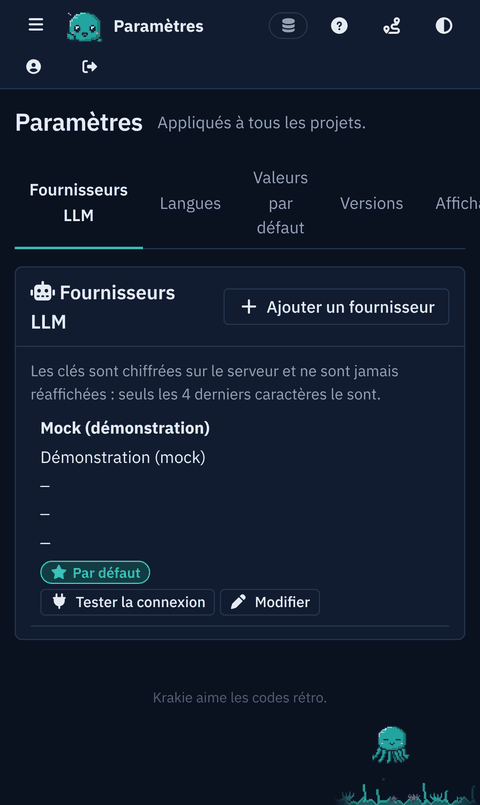 Paramètres
Paramètres Appliqués à tous les projets.
Fournisseurs
LLM
Langues
Valeurs
par
défaut
Versions
Affich
Fournisseurs
LLM
Ajouter un fournisseur
Les clés sont chiffrées sur le serveur et ne sont jamais
réaffichées : seuls les 4 derniers caractères le sont.
Mock (démonstration)
Démonstration (mock)
–
–
–
Par défaut
Tester la connexion
Modifier
Krakie aime les codes rétro.